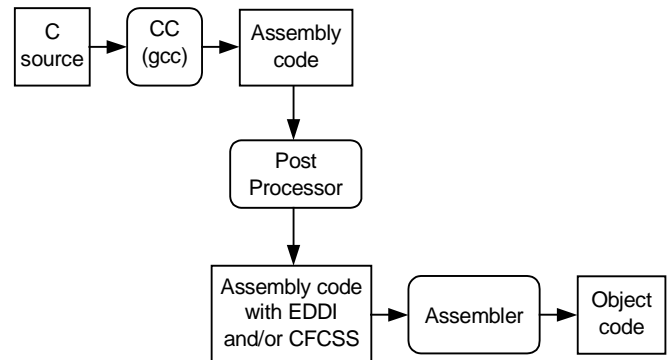 C
source
CC
(gcc)
Assembly
code
Post
Processor
Assembly code
with EDDI
and/or CFCSS
Assembler
Object
code